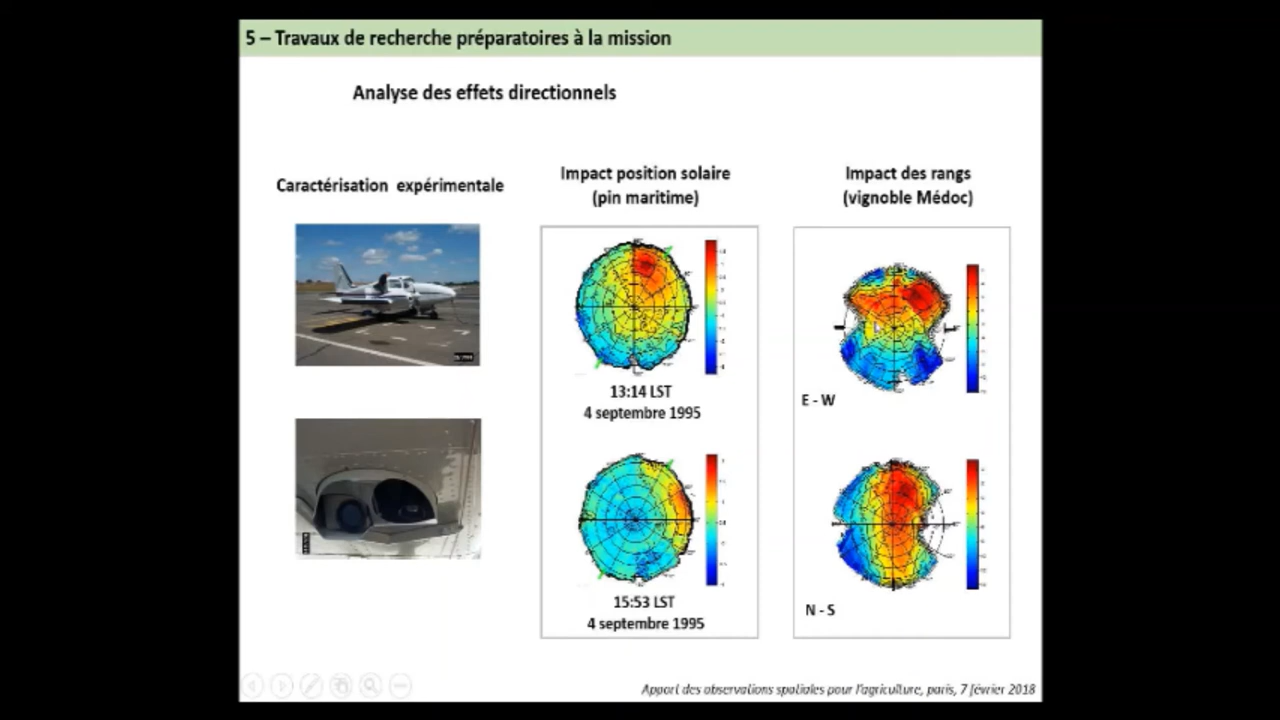 5 – Travaux de recherche préparatoires à la mission
Analyse des effets directionnels
Caractérisation expérimentale
Impact position solaire
(pin maritime)
13:14 LST
4 septembre 1995
15:53 LST
4 septembre 1995
Impact des rangs
(vignoble Médoc)
E - W
N - S
Apport des observations spatiales pour l'agriculture, paris, 7 février 2018